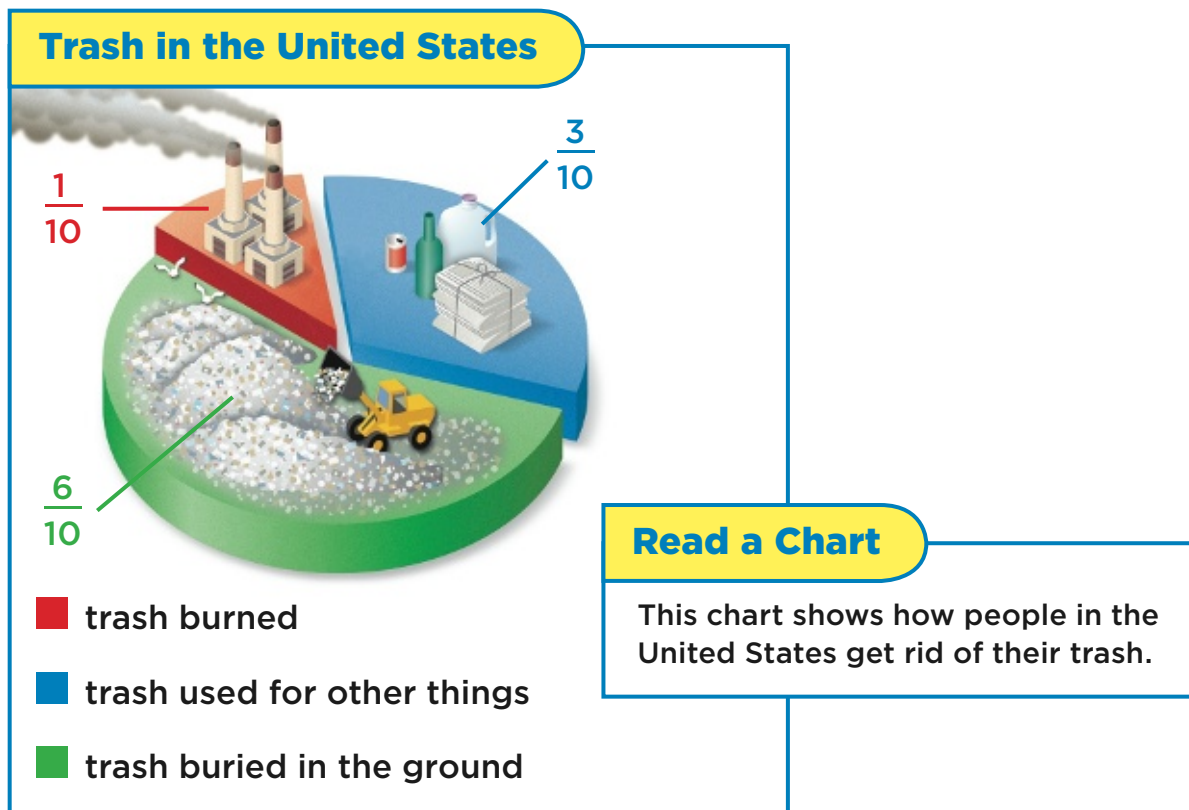 Trash in the United States
3
10
1
10
6
10
trash burned
trash used for other things
trash buried in the ground
Read a Chart
This chart shows how people in the
United States get rid of their trash.